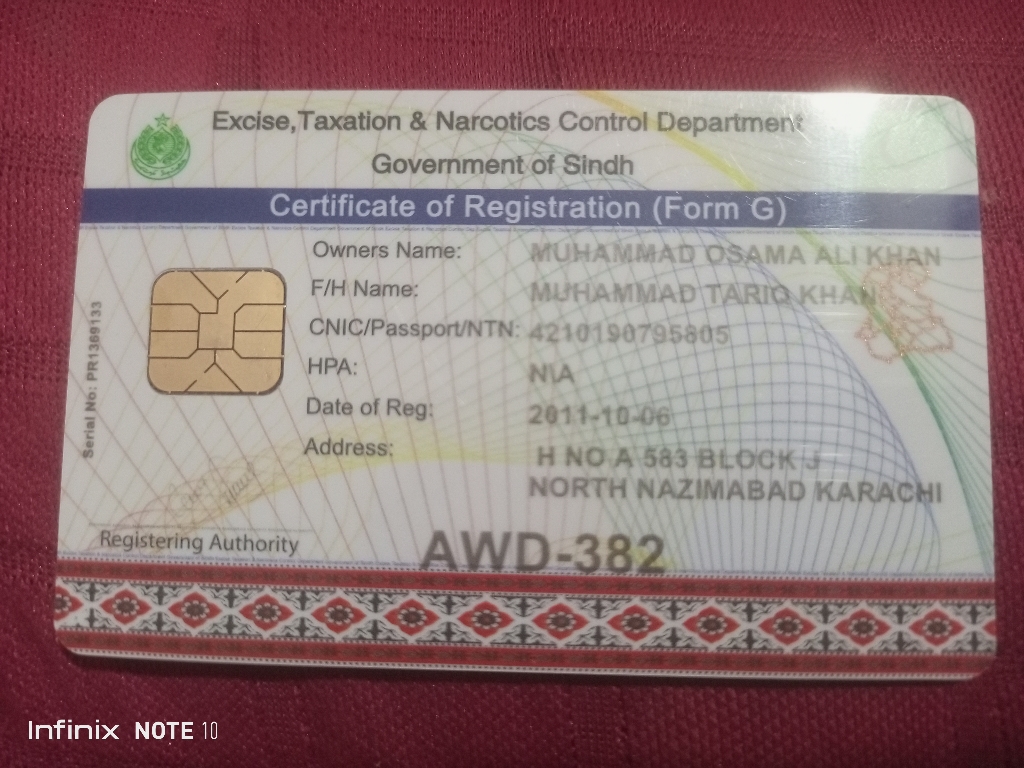 Excise,Taxation & Narcotics Control Department
Government of Sindh
Certificate of Registration (Form G)
Owners Name: MUHAMMAD OSAMA ALI KHAN
F/H Name: MUHAMMAD TARIQ KHAN
CNIC/Passport/NTN: 4210190795805
HPA: N\A
Date of Reg: 2011-10-06
Address: H NO A 583 BLOCK J
NORTH NAZIMABAD KARACHI
Serial No: PR1369133
Registering Authority
AWD-382
Infinix NOTE 10